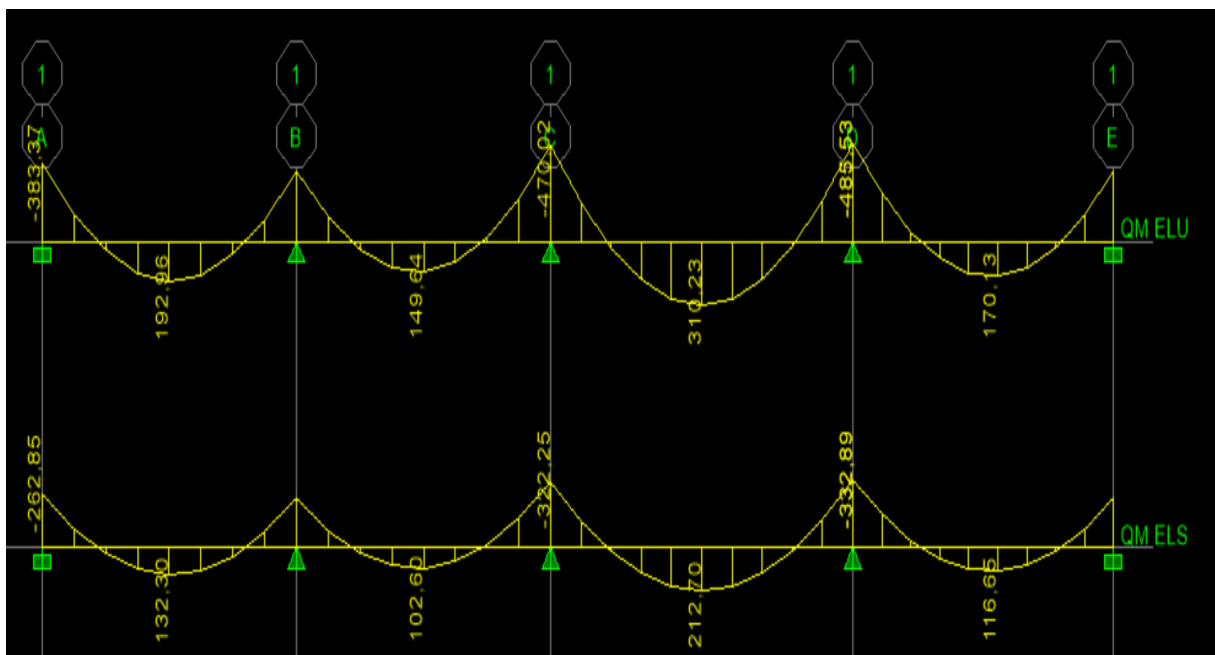 1 1 1 1 1
A B C D E
-383,37 -470,02 -485,53
QM ELU
192,96 149,64 310,23 170,13
-262,85 -322,25 -332,89
QM ELS
132,30 102,60 212,70 116,65